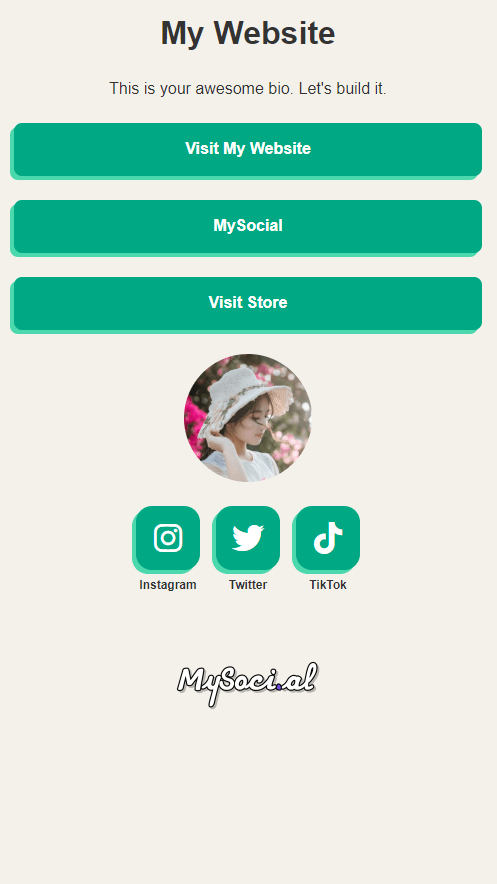 My Website
This is your awesome bio. Let's build it.
Visit My Website
MySocial
Visit Store
Instagram Twitter TikTok
MySoci.al